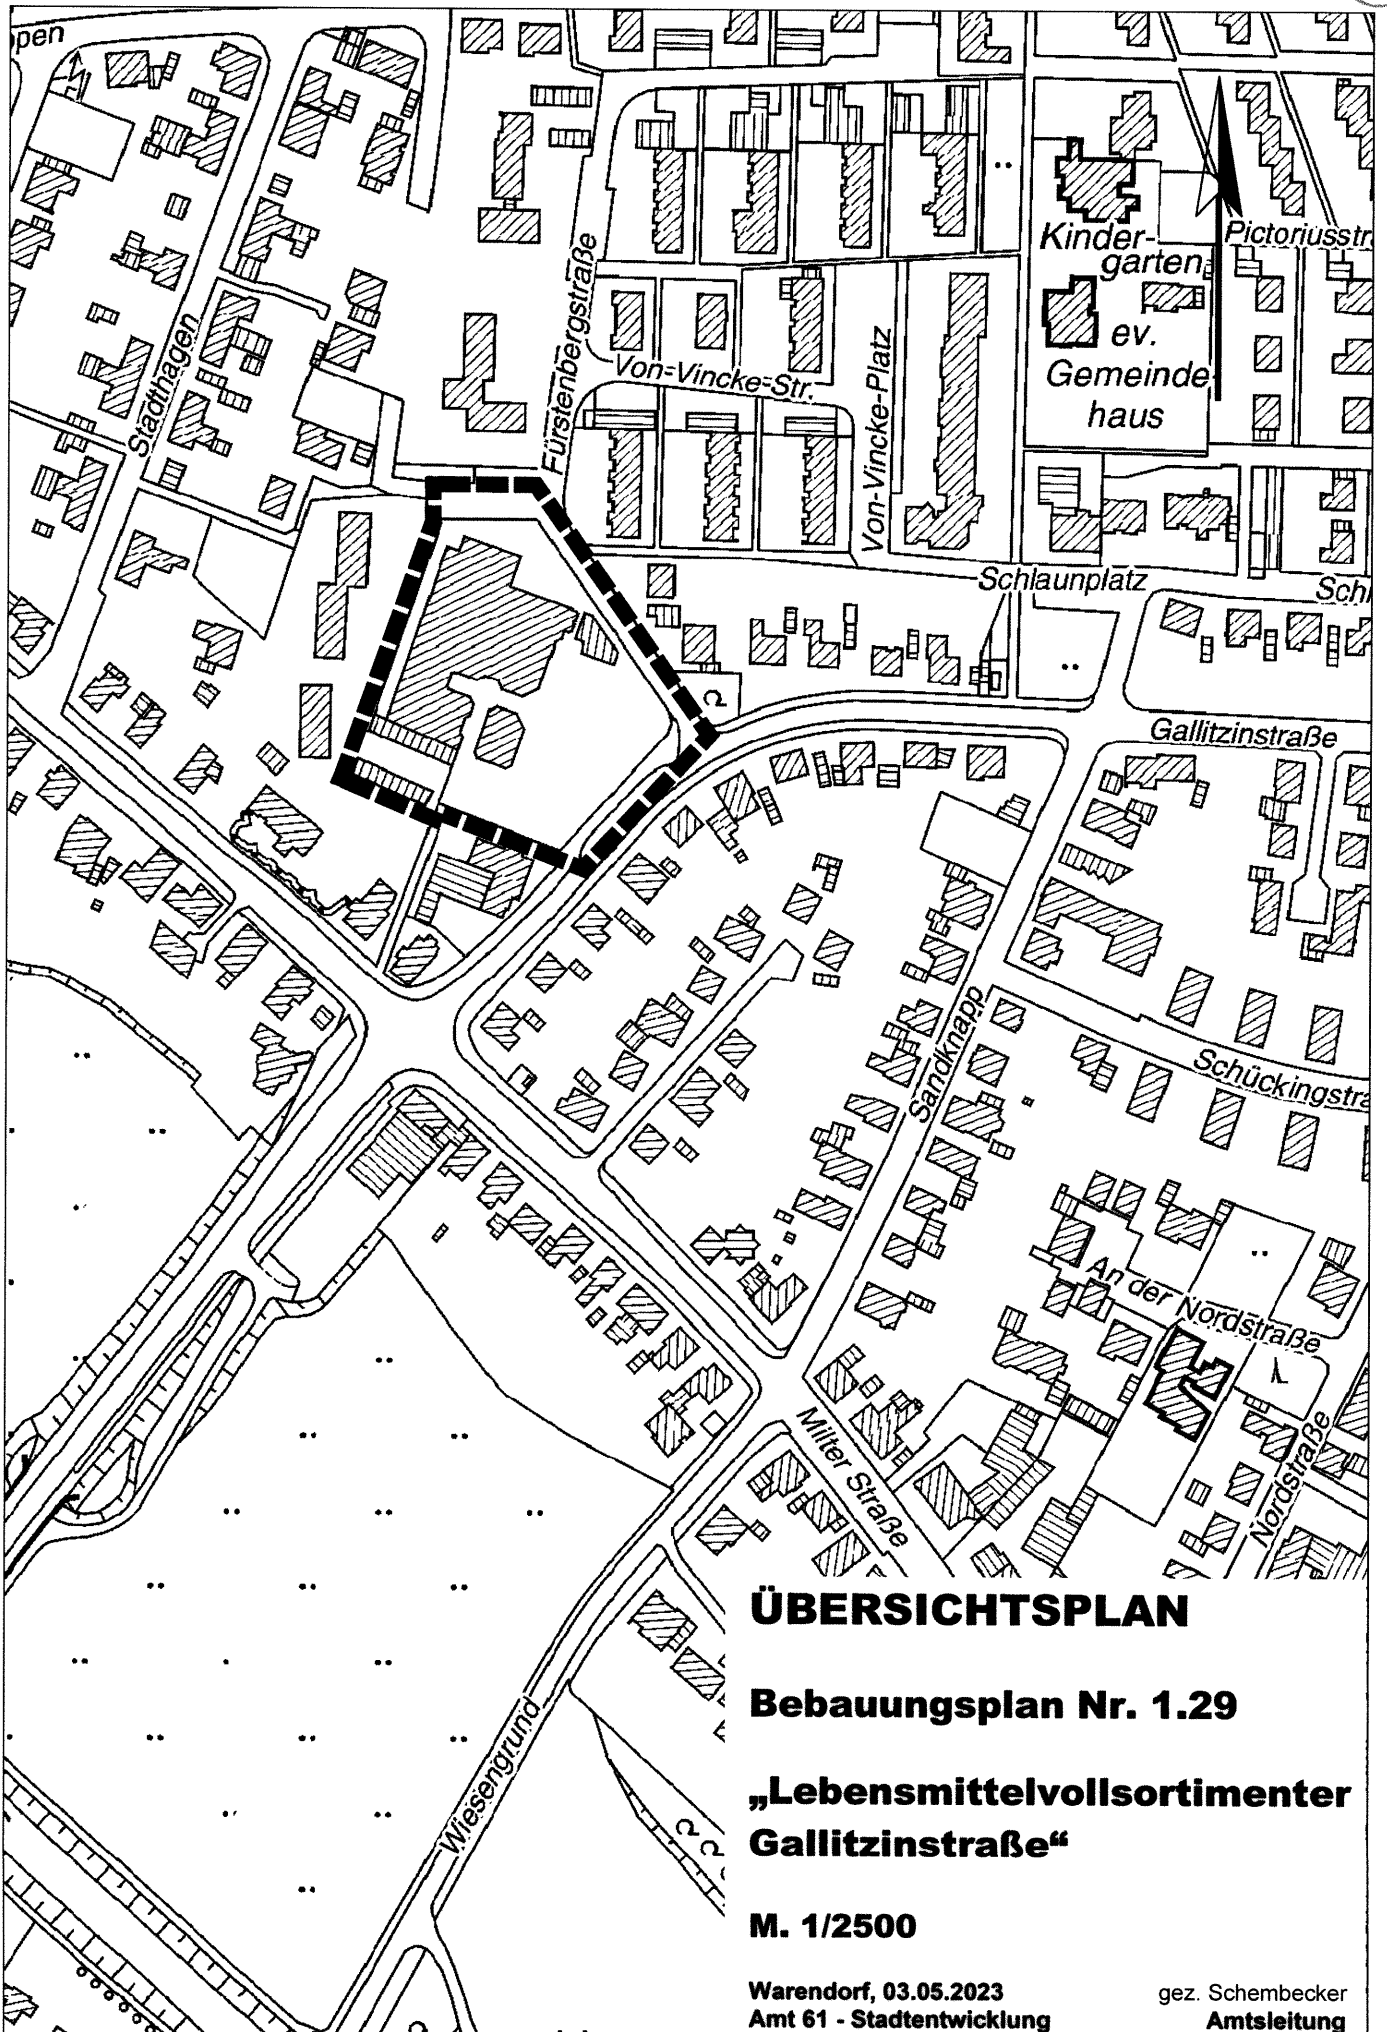 Stadthagen
Fürstenbergstraße
Kinder-
garten
Pictoriusstr.
ev.
Gemeinde
haus
Von-Vincke-Str.
Von-Vincke-Platz
Schlaunplatz
Gallitzinstraße
Sandknapp
Schückingstra
An der Nordstraße
Nordstraße
Milter Straße
Wiesengrund
ÜBERSICHTSPLAN
Bebauungsplan Nr. 1.29
„Lebensmittelvollsortimenter
Gallitzinstraße“
M. 1/2500
Warendorf, 03.05.2023
gez. Schembecker
Amt 61 - Stadtentwicklung
Amtsleitung